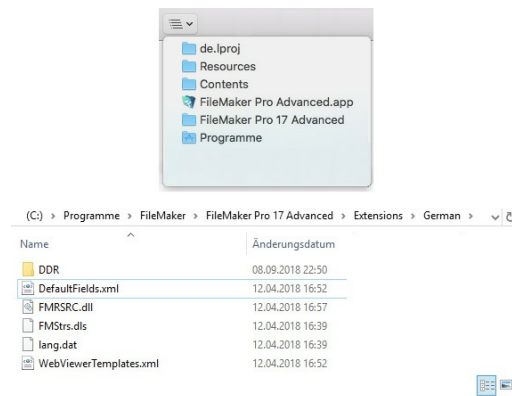 de.lproj
Resources
Contents
FileMaker Pro Advanced.app
FileMaker Pro 17 Advanced
Programme
(C:) > Programme > FileMaker > FileMaker Pro 17 Advanced > Extensions > German >
Name Änderungsdatum
DDR 08.09.2018 22:50
DefaultFields.xml 12.04.2018 16:52
FMRSRC.dll 12.04.2018 16:57
FMStrs.dls 12.04.2018 16:39
lang.dat 12.04.2018 16:39
WebViewerTemplates.xml 12.04.2018 16:52